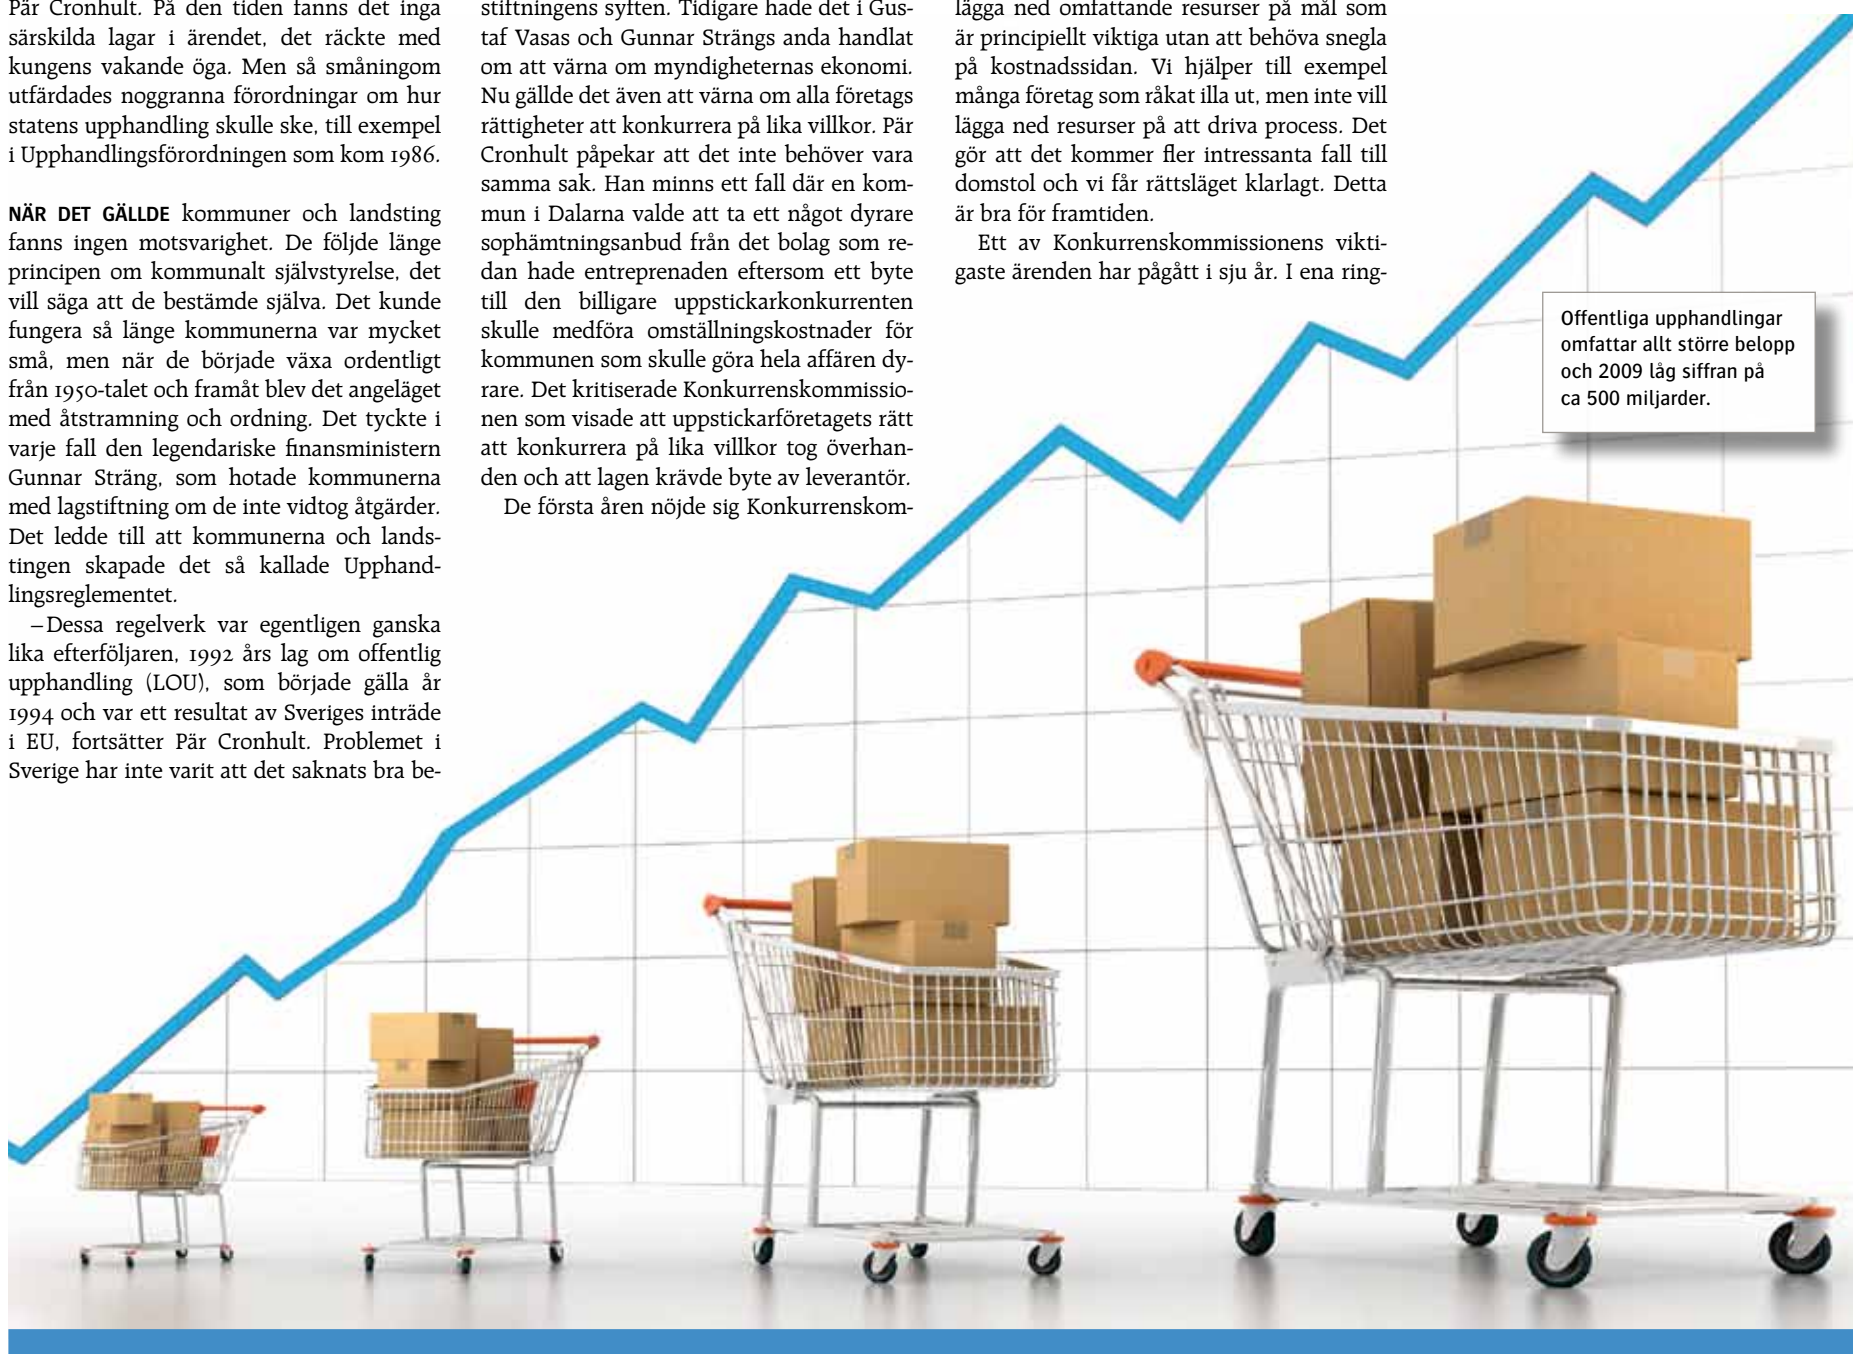 Pär Cronhult. På den tiden fanns det inga
särskilda lagar i ärendet, det räckte med
kungens vakande öga. Men så småningom
utfärdades noggranna förordningar om hur
statens upphandling skulle ske, till exempel
i Upphandlingsförordningen som kom 1986.
NÄR DET GÄLLDE kommuner och landsting
fanns ingen motsvarighet. De följde länge
principen om kommunalt självstyrelse, det
vill säga att de bestämde själva. Det kunde
fungera så länge kommunerna var mycket
små, men när de började växa ordentligt
från 1950-talet och framåt blev det angeläget
med åtstramning och ordning. Det tyckte i
varje fall den legendariske finansministern
Gunnar Sträng, som hotade kommunerna
med lagstiftning om de inte vidtog åtgärder.
Det ledde till att kommunerna och lands-
tingen skapade det så kallade Upphand-
lingsreglementet.
–Dessa regelverk var egentligen ganska
lika efterföljaren, 1992 års lag om offentlig
upphandling (LOU), som började gälla år
1994 och var ett resultat av Sveriges inträde
i EU, fortsätter Pär Cronhult. Problemet i
Sverige har inte varit att det saknats bra be-
stiftningens syften. Tidigare hade det i Gus-
taf Vasas och Gunnar Strängs anda handlat
om att värna om myndigheternas ekonomi.
Nu gällde det även att värna om alla företags
rättigheter att konkurrera på lika villkor. Pär
Cronhult påpekar att det inte behöver vara
samma sak. Han minns ett fall där en kom-
mun i Dalarna valde att ta ett något dyrare
sophämtningsanbud från det bolag som re-
dan hade entreprenaden eftersom ett byte
till den billigare uppstickarkonkurrenten
skulle medföra omställningskostnader för
kommunen som skulle göra hela affären dy-
rare. Det kritiserade Konkurrenskommissio-
nen som visade att uppstickarföretagets rätt
att konkurrera på lika villkor tog överhan-
den och att lagen krävde byte av leverantör.
De första åren nöjde sig Konkurrenskom-
lägga ned omfattande resurser på mål som
är principiellt viktiga utan att behöva snegla
på kostnadssidan. Vi hjälper till exempel
många företag som råkat illa ut, men inte vill
lägga ned resurser på att driva process. Det
gör att det kommer fler intressanta fall till
domstol och vi får rättsläget klarlagt. Detta
är bra för framtiden.
Ett av Konkurrenskommissionens vikti-
gaste ärenden har pågått i sju år. I ena ring-
Offentliga upphandlingar
omfattar allt större belopp
och 2009 låg siffran på
ca 500 miljarder.